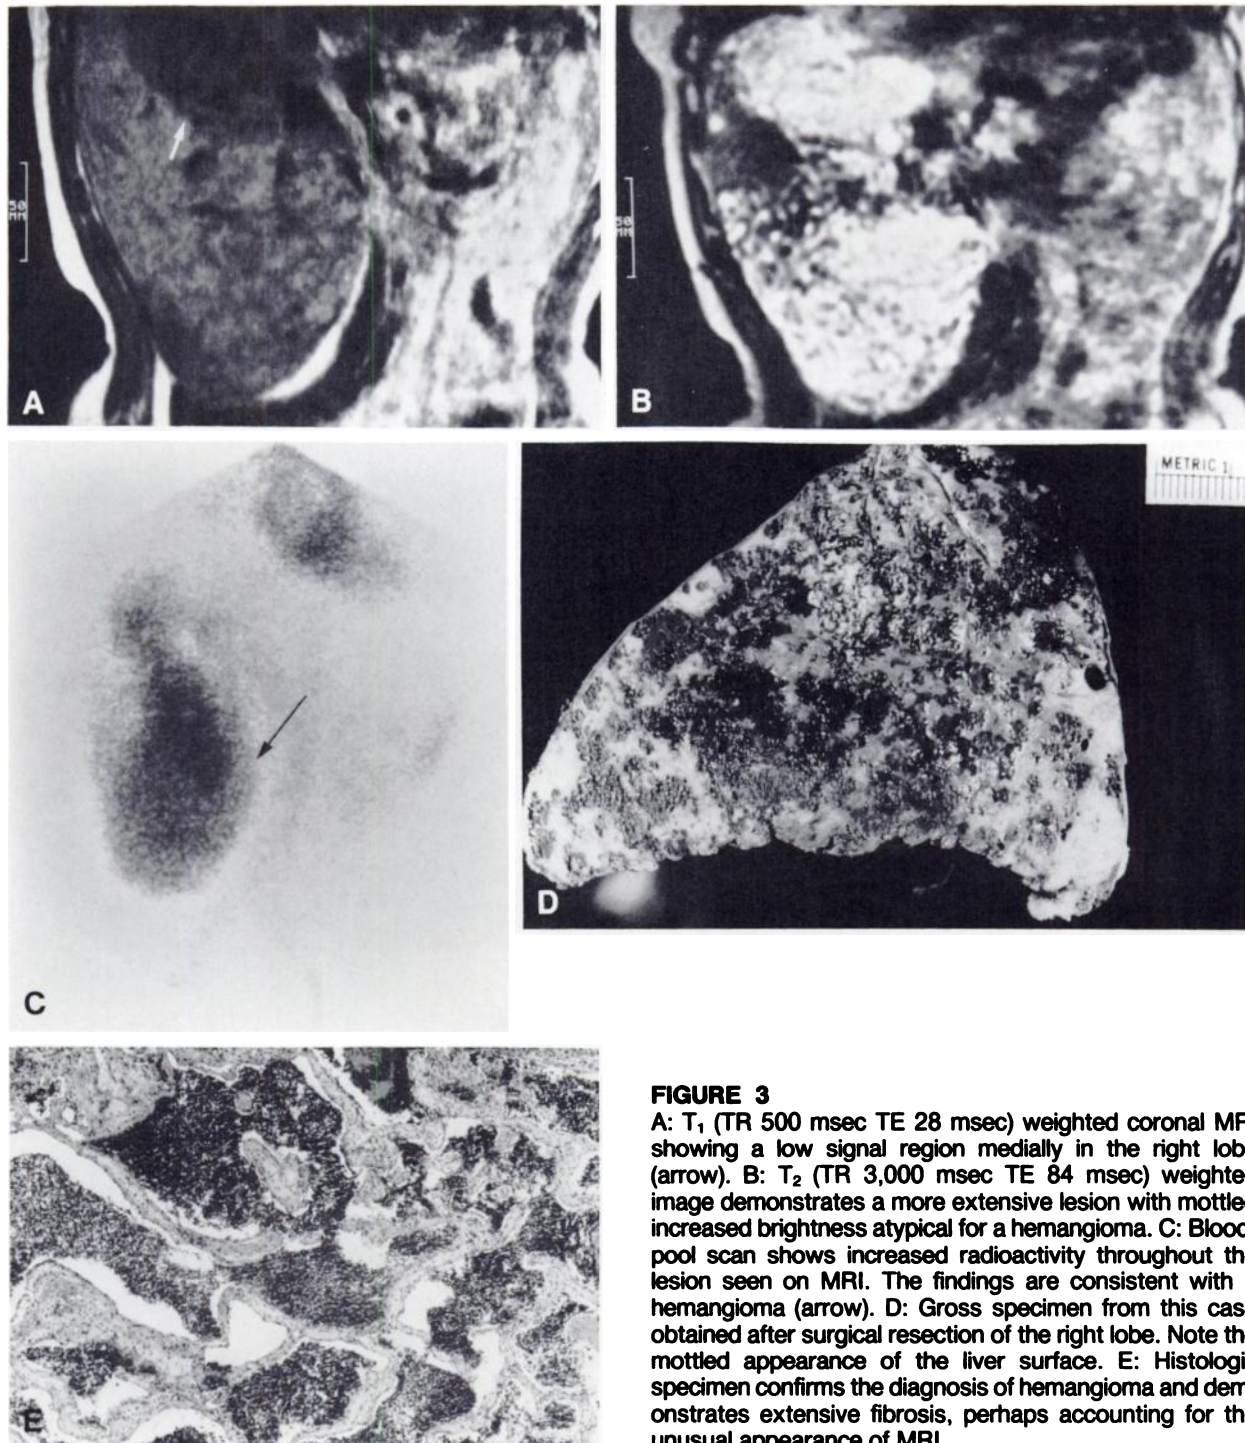 50
MM
A
50
MM
B
C
METRIC 1
D
E
FIGURE 3
A: T₁ (TR 500 msec TE 28 msec) weighted coronal MR
showing a low signal region medially in the right lob
(arrow). B: T₂ (TR 3,000 msec TE 84 msec) weighte
image demonstrates a more extensive lesion with mottle
increased brightness atypical for a hemangioma. C: Blood
pool scan shows increased radioactivity throughout th
lesion seen on MRI. The findings are consistent with
hemangioma (arrow). D: Gross specimen from this cas
obtained after surgical resection of the right lobe. Note th
mottled appearance of the liver surface. E: Histologi
specimen confirms the diagnosis of hemangioma and dem
onstrates extensive fibrosis, perhaps accounting for th
unusual appearance of MRI